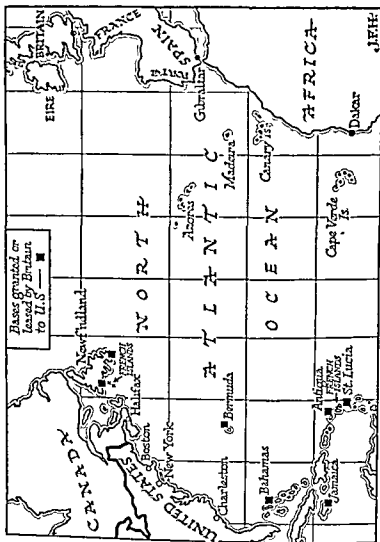 Bases granted or
leased by Britain
to U.S — ■
CANADA
Newfoundland
FRENCH
ISLANDS
Halifax
UNITED STATES
Boston
New York
Charleston
Bermuda
Bahamas
Jamaica
Antigua
FRENCH
ISLANDS
St. Lucia
NORTH
ATLANTIC
OCEAN
Azores
Madeira
Canary Is.
Cape Verde
Is.
EIRE
BRITAIN
FRANCE
SPAIN
Gibraltar
AFRICA
Dakar
J.F.H.